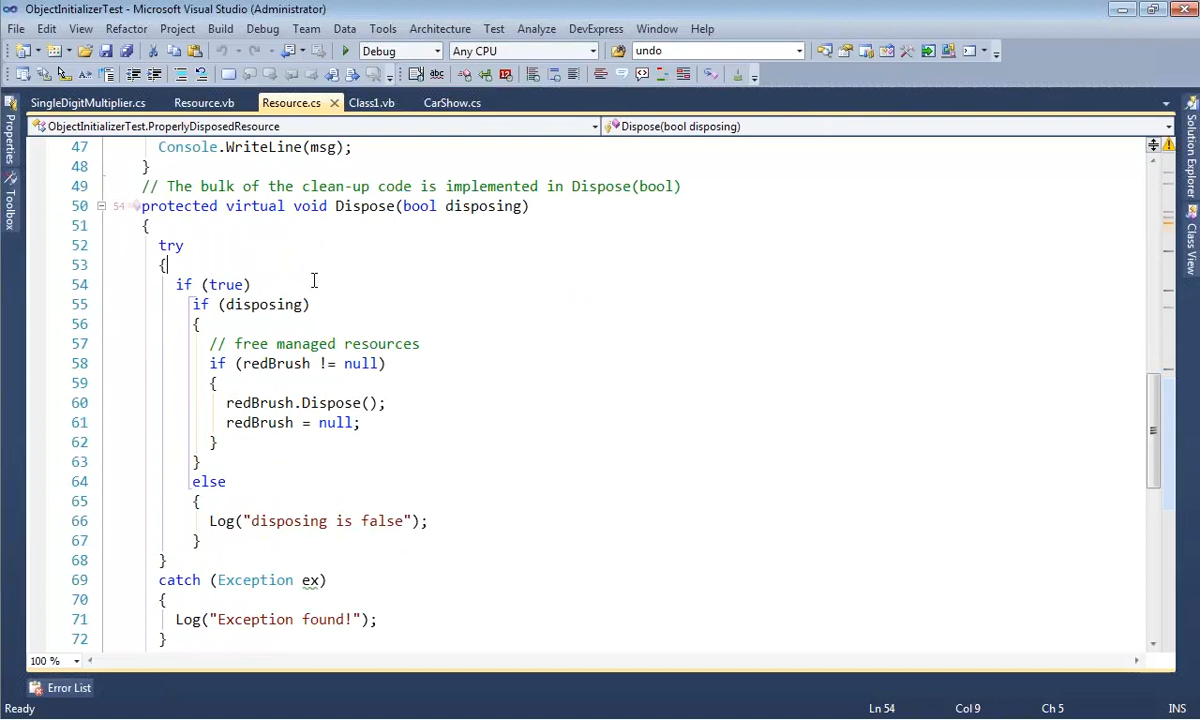 ObjectInitializerTest - Microsoft Visual Studio (Administrator)
File Edit View Refactor Project Build Debug Team Data Tools Architecture Test Analyze DevExpress Window Help
Debug Any CPU undo
SingleDigitMultiplier.cs Resource.vb Resource.cs Class1.vb CarShow.cs
ObjectInitializerTest.ProperlyDisposedResource Dispose(bool disposing)
Properties
Toolbox
Solution Explorer
Class View
47 Console.WriteLine(msg);
48 }
49 // The bulk of the clean-up code is implemented in Dispose(bool)
50 54 protected virtual void Dispose(bool disposing)
51 {
52 try
53 {
54 if (true)
55 if (disposing)
56 {
57 // free managed resources
58 if (redBrush != null)
59 {
60 redBrush.Dispose();
61 redBrush = null;
62 }
63 }
64 else
65 {
66 Log("disposing is false");
67 }
68 }
69 catch (Exception ex)
70 {
71 Log("Exception found!");
72 }
100 %
Error List
Ready Ln 54 Col 9 Ch 5 INS